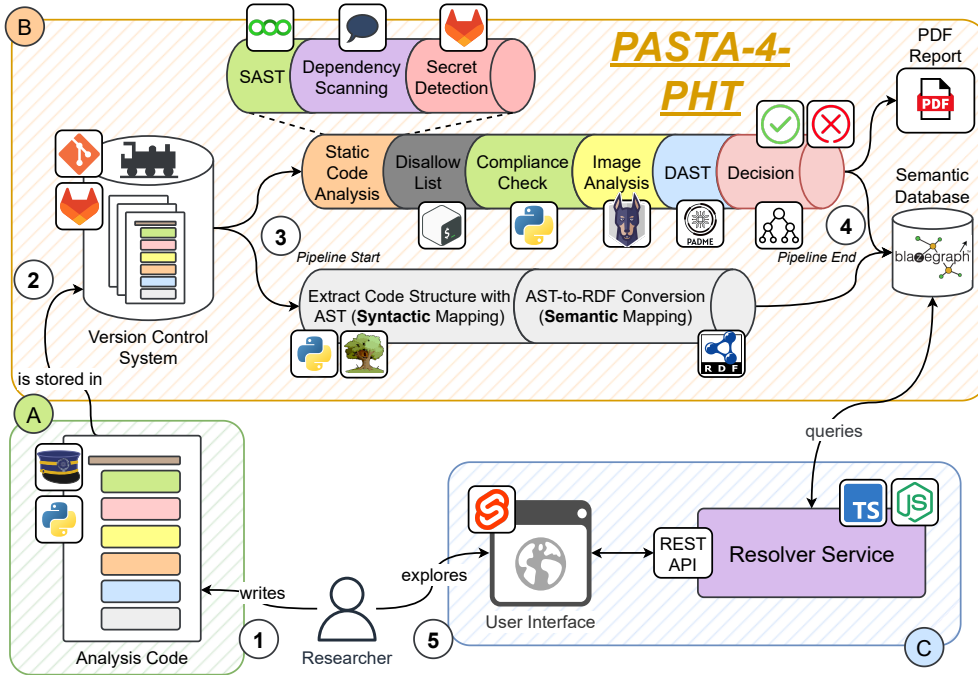 B
SAST
Dependency
Scanning
Secret
Detection
PASTA-4-
PHT
PDF
Report
PDF
Static
Code
Analysis
Disallow
List
Compliance
Check
Image
Analysis
DAST
Decision
$
PADME
2
3
Pipeline Start
4
Pipeline End
Semantic
Database
blazegraph™
Version Control
System
Extract Code Structure with
AST (Syntactic Mapping)
AST-to-RDF Conversion
(Semantic Mapping)
RDF
is stored in
A
Analysis Code
writes
1
Researcher
explores
5
User Interface
REST
API
Resolver Service
TS
JS
queries
C